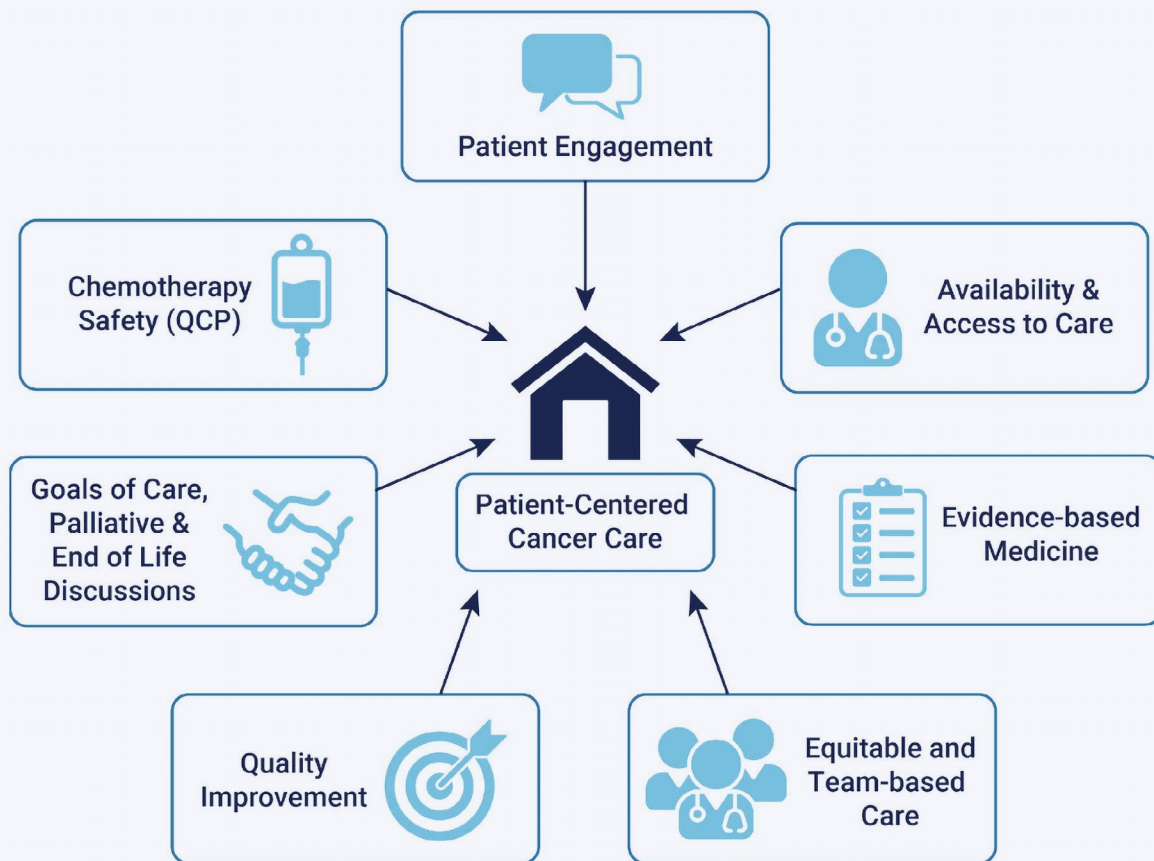 Patient Engagement
Chemotherapy
Safety (QCP)
Availability &
Access to Care
Goals of Care,
Palliative &
End of Life
Discussions
Patient-Centered
Cancer Care
Evidence-based
Medicine
Quality
Improvement
Equitable and
Team-based
Care